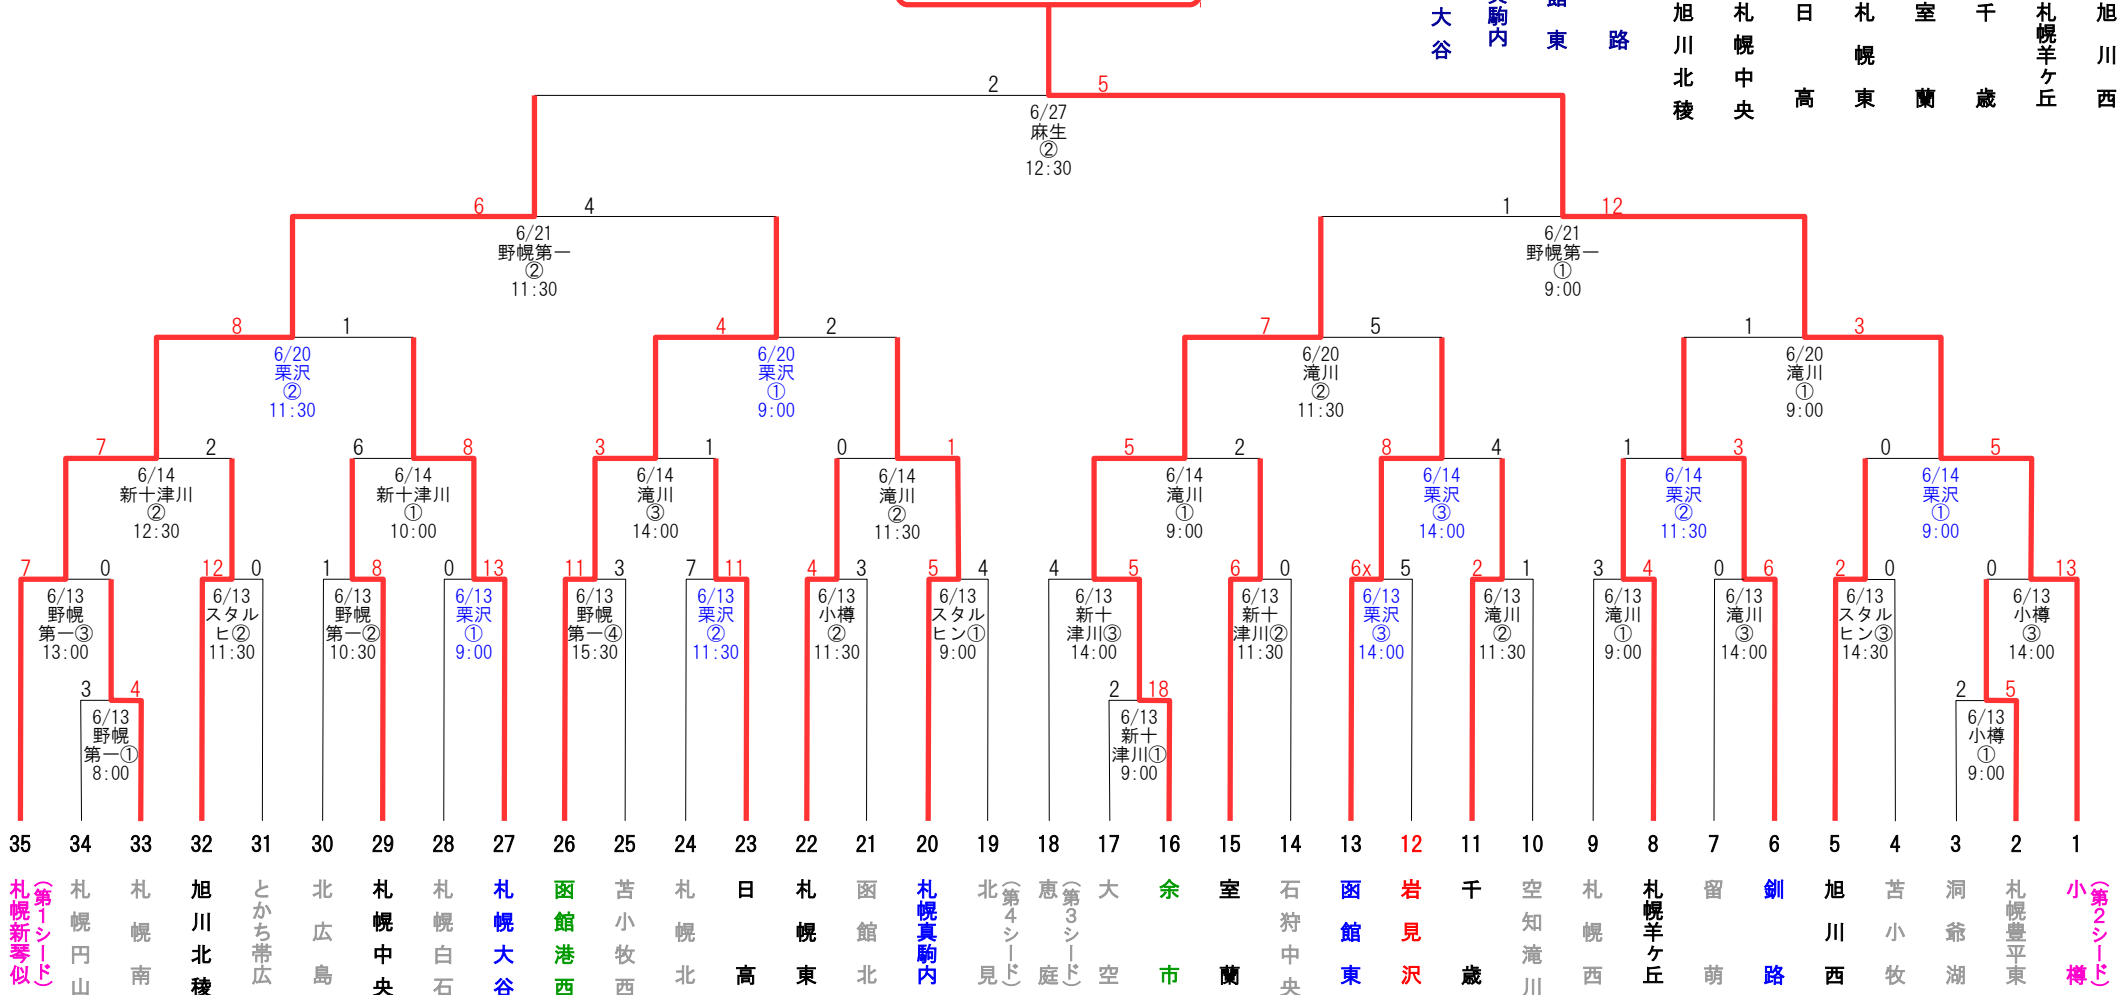 大谷
真駒内
館東
路
旭川北稜
札幌中央
日高
札幌東
室蘭
千歳
札幌羊ヶ丘
旭川西
2 5
6/27
麻生
②
12:30
6 4
6/21
野幌第一
②
11:30
1 12
6/21
野幌第一
①
9:00
8 1
6/20
栗沢
②
11:30
4 2
6/20
栗沢
①
9:00
7 5
6/20
滝川
②
11:30
1 3
6/20
滝川
①
9:00
7 2
6/14
新十津川
②
12:30
6 8
6/14
新十津川
①
10:00
3 1
6/14
滝川
③
14:00
0 1
6/14
滝川
②
11:30
5 2
6/14
滝川
①
9:00
8 4
6/14
栗沢
③
14:00
1 3
6/14
栗沢
②
11:30
0 5
6/14
栗沢
①
9:00
7 0
6/13
野幌
第一③
13:00
12 0
6/13
スタル
ヒ②
11:30
1 8
6/13
野幌
第一②
10:30
0 13
6/13
栗沢
①
9:00
11 3
6/13
野幌
第一④
15:30
7 11
6/13
栗沢
②
11:30
4 3
6/13
小樽
②
11:30
5 4
6/13
スタル
ヒン①
9:00
4 5
6/13
新十
津川③
14:00
6 0
6/13
新十
津川②
11:30
6x 5
6/13
栗沢
③
14:00
2 1
6/13
滝川
②
11:30
3 4
6/13
滝川
①
9:00
0 6
6/13
滝川
③
14:00
2 0
6/13
スタル
ヒン③
14:30
0 13
6/13
小樽
③
14:00
3 4
6/13
野幌
第一①
8:00
2 18
6/13
新十
津川①
9:00
2 5
6/13
小樽
①
9:00
35 34 33 32 31 30 29 28 27 26 25 24 23 22 21 20 19 18 17 16 15 14 13 12 11 10 9 8 7 6 5 4 3 2 1
札幌新琴似
(第1シード)
札幌円山
札幌南
旭川北稜
とかち帯広
北広島
札幌中央
札幌白石
札幌大谷
函館港西
苫小牧西
札幌北
日高
札幌東
函館北
札幌真駒内
北見
(第4シード)
恵庭
(第3シード)
大空
余市
室蘭
石狩中央
函館東
岩見沢
千歳
空知滝川
札幌西
札幌羊ヶ丘
留萌
釧路
旭川西
苫小牧
洞爺湖
札幌豊平東
小樽
(第2シード)